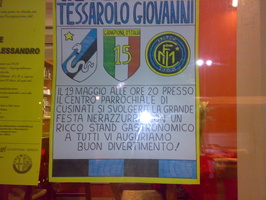 TESSAROLO GIOVANNI
CAMPIONI D'ITALIA
15
IL 19 MAGGIO ALLE ORE 20 PRESSO
IL CENTRO PARROCCHIALE DI
CUSINATI SI SVOLGERÀ LA GRANDE
FESTA NERAZZURRA CON UN
RICCO STAND GASTRONOMICO
A TUTTI VI AUGURIAMO
BUON DIVERTIMENTO!
ALESSANDRO